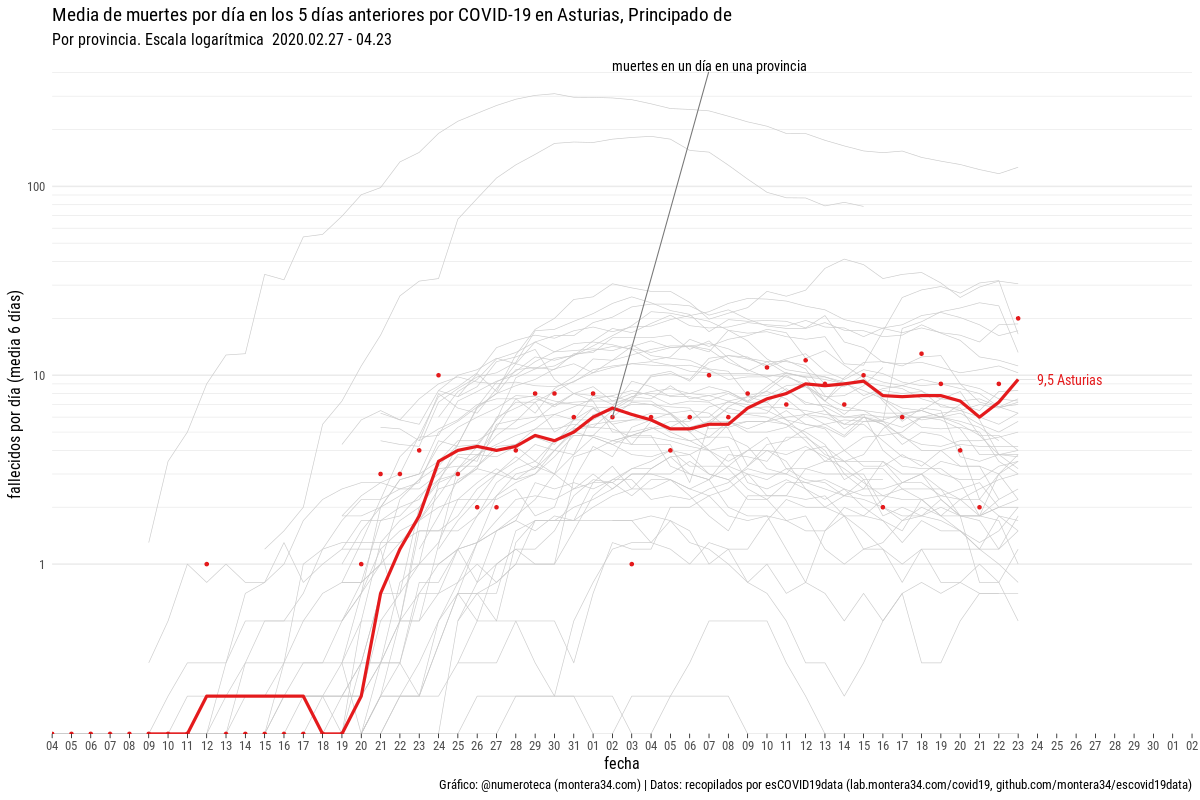 Media de muertes por día en los 5 días anteriores por COVID-19 en Asturias, Principado de
Por provincia. Escala logarítmica  2020.02.27 - 04.23
muertes en un día en una provincia
fallecidos por día (media 6 días)
100
10
1
9,5 Asturias
04 05 06 07 08 09 10 11 12 13 14 15 16 17 18 19 20 21 22 23 24 25 26 27 28 29 30 31 01 02 03 04 05 06 07 08 09 10 11 12 13 14 15 16 17 18 19 20 21 22 23 24 25 26 27 28 29 30 01 02
fecha
Gráfico: @numeroteca (montera34.com) | Datos: recopilados por esCOVID19data (lab.montera34.com/covid19, github.com/montera34/escovid19data)